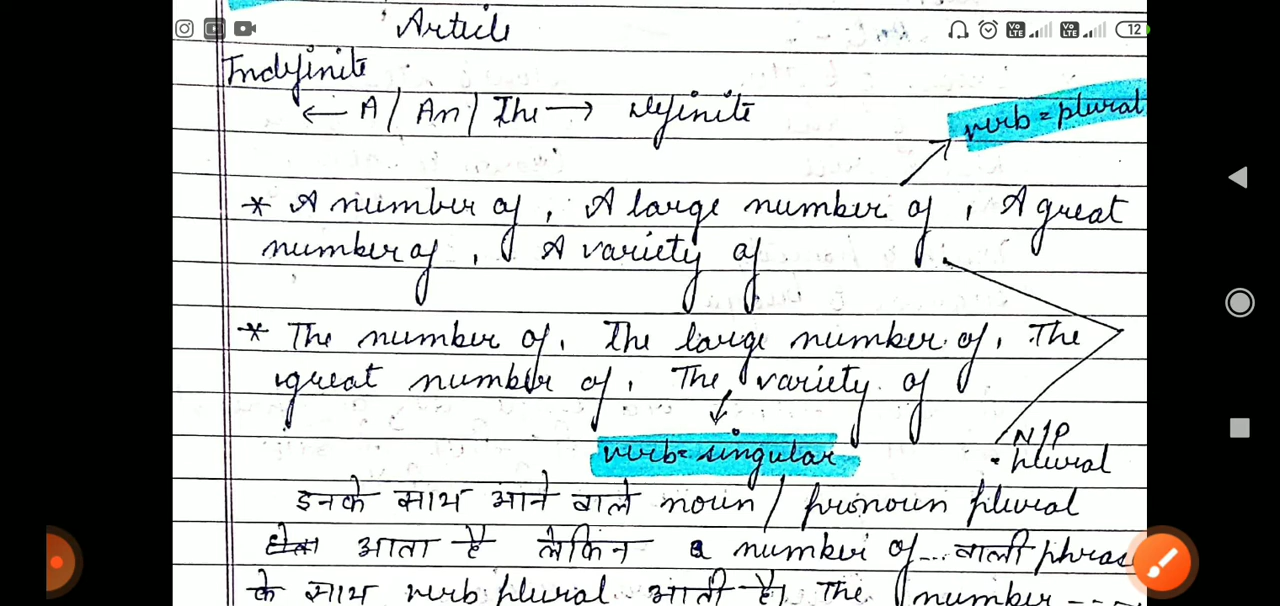 Article
Indefinite
← A / An / The → Definite
verb = plural
* A number of, A large number of, A great
number of, A variety of
* The number of, The large number of, The
great number of, The variety of
N/P
plural
verb = singular
इनके साथ आने वाले noun / pronoun plural
आता है लेकिन a number of... वाली phras
के साथ verb plural आती है। The number ----
12